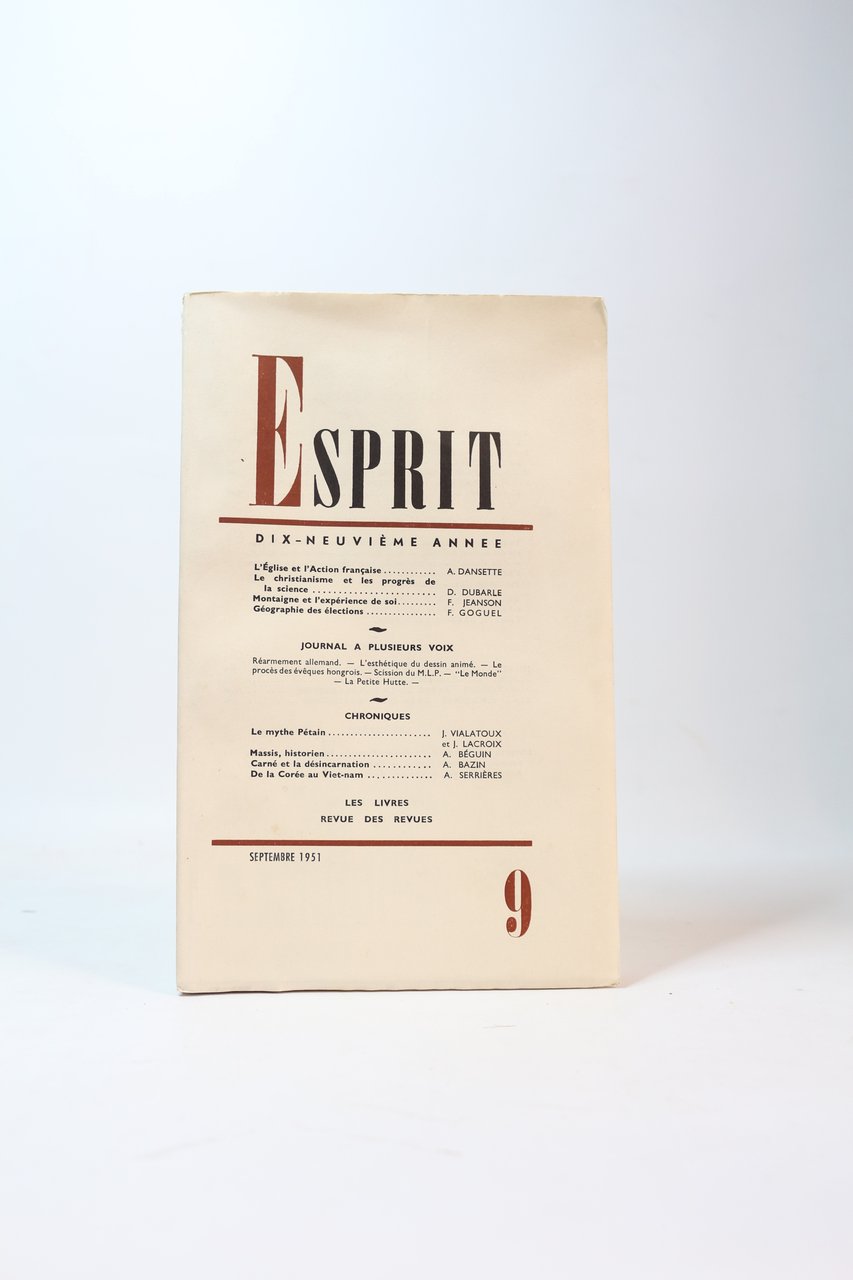 ESPRIT
DIX-NEUVIÈME ANNEE
L'Église et l'Action française ............ A. DANSETTE
Le christianisme et les progrès de
la science ........................ D. DUBARLE
Montaigne et l'expérience de soi......... F. JEANSON
Géographie des élections ............... F. GOGUEL
JOURNAL A PLUSIEURS VOIX
Réarmement allemand. — L'esthétique du dessin animé. — Le
procès des évêques hongrois. — Scission du M.L.P. — "Le Monde"
— La Petite Hutte. —
CHRONIQUES
Le mythe Pétain ....................... J. VIALATOUX
et J. LACROIX
Massis, historien ....................... A. BÉGUIN
Carné et la désincarnation ............ A. BAZIN
De la Corée au Viet-nam ............. A. SERRIÈRES
LES LIVRES
REVUE DES REVUES
SEPTEMBRE 1951
9